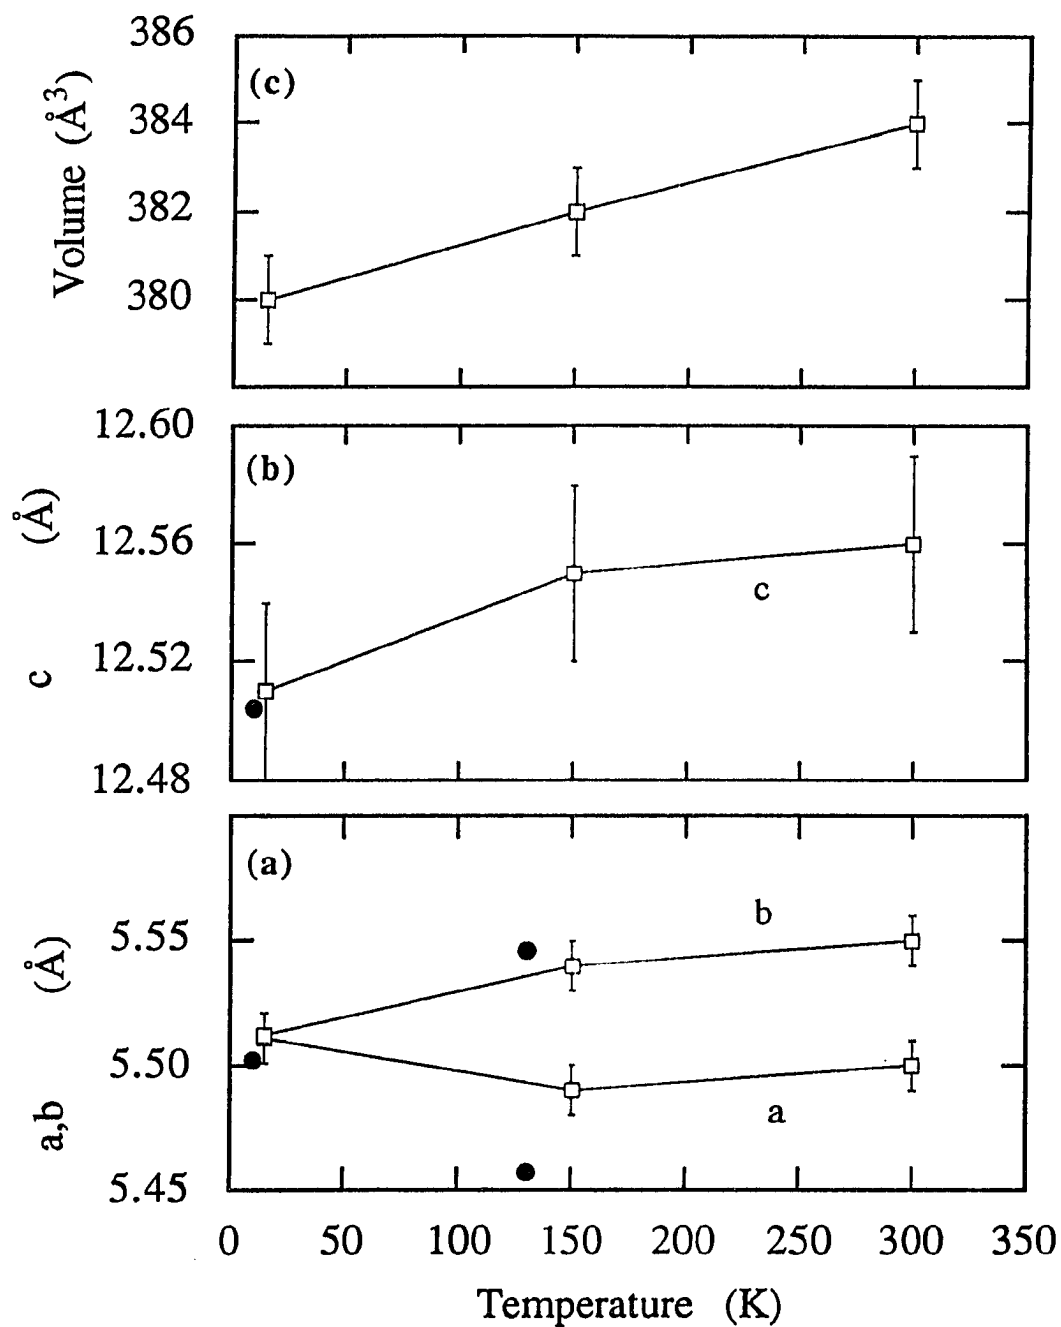 386
(c)
384
382
380
Volume (Å³)
12.60
(b)
12.56
c
12.52
12.48
c (Å)
(a)
b
5.55
5.50
a
5.45
a,b (Å)
0 50 100 150 200 250 300 350
Temperature (K)